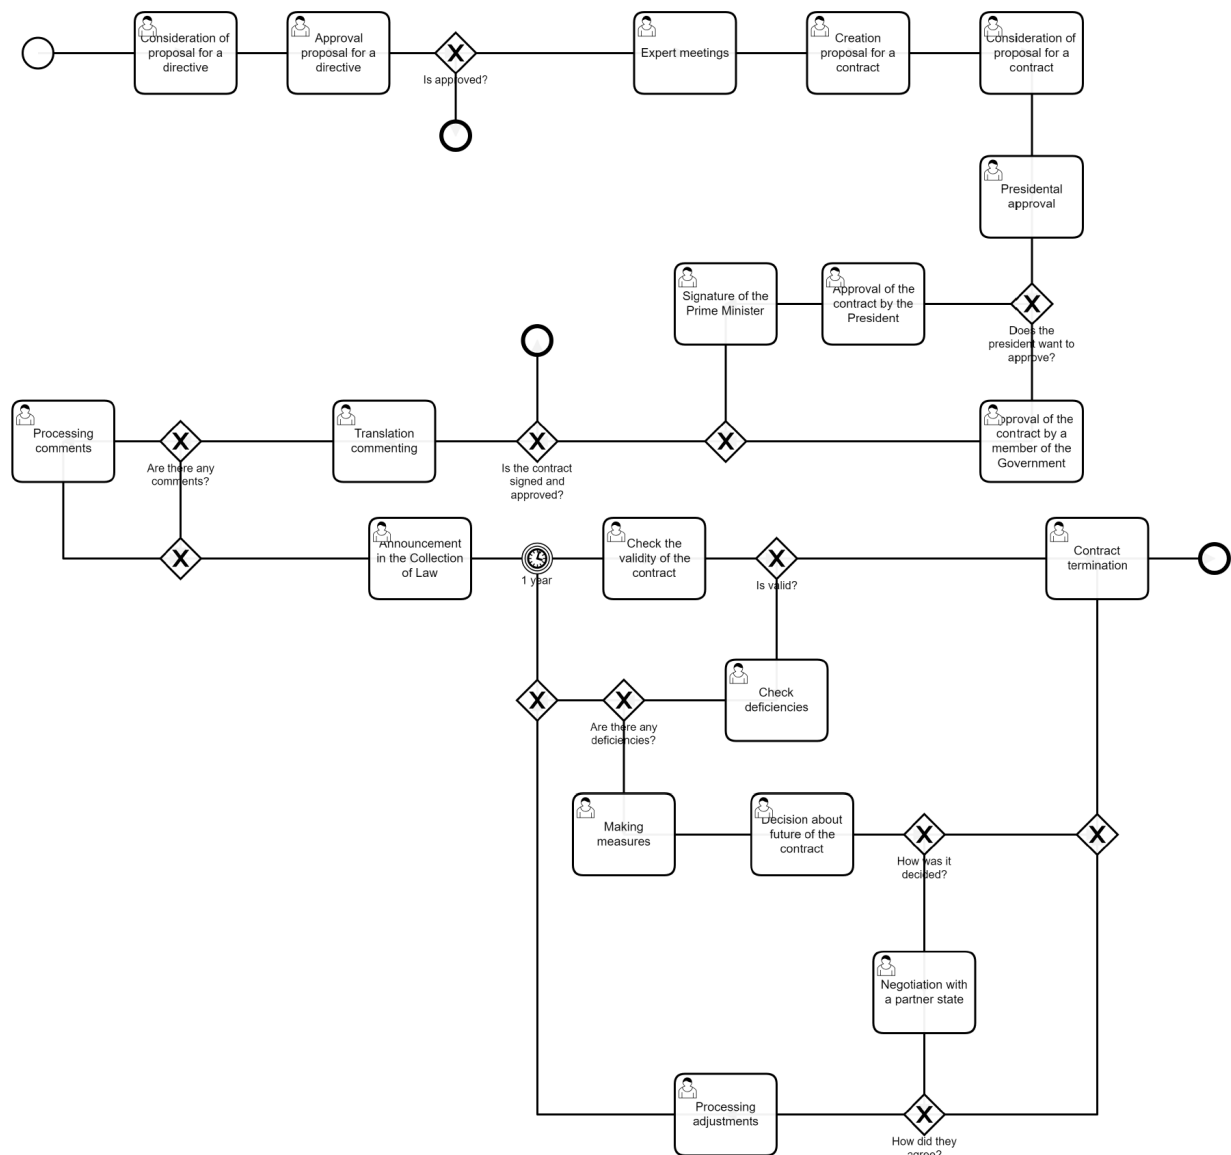 Consideration of
proposal for a
directive
Approval
proposal for a
directive
Is approved?
Expert meetings
Creation
proposal for a
contract
Consideration of
proposal for a
contract
Presidental
approval
Signature of the
Prime Minister
Approval of the
contract by the
President
Does the
president want to
approve?
Processing
comments
Are there any
comments?
Translation
commenting
Is the contract
signed and
approved?
Approval of the
contract by a
member of the
Government
Announcement
in the Collection
of Law
1 year
Check the
validity of the
contract
Is valid?
Contract
termination
Check
deficiencies
Are there any
deficiencies?
Making
measures
Decision about
future of the
contract
How was it
decided?
Negotiation with
a partner state
Processing
adjustments
How did they
agree?